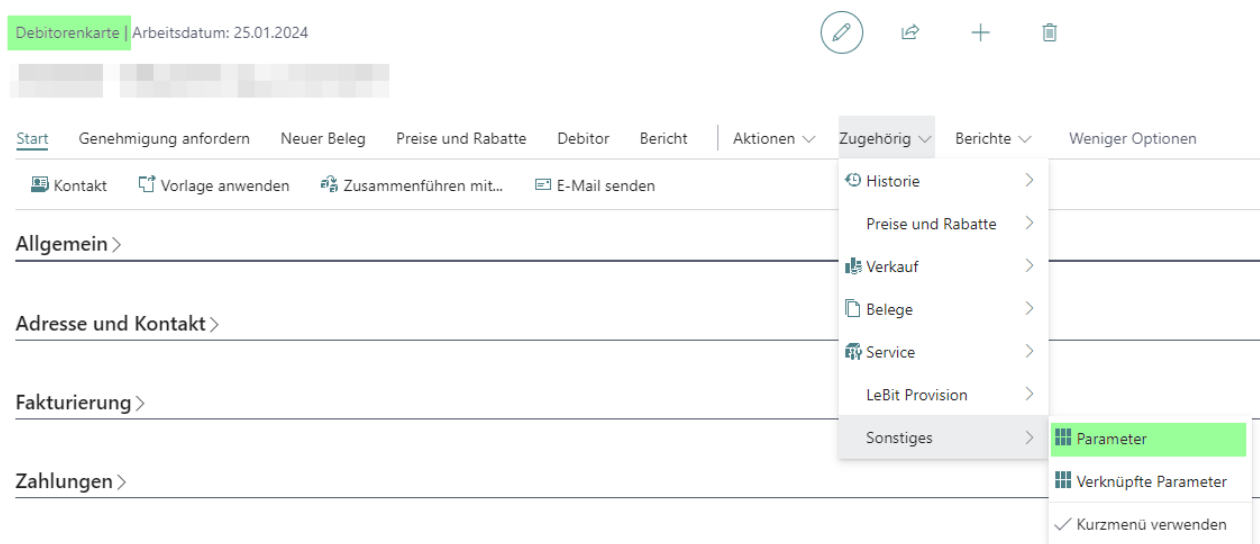 Debitorenkarte | Arbeitsdatum: 25.01.2024
Start Genehmigung anfordern Neuer Beleg Preise und Rabatte Debitor Bericht Aktionen Zugehörig Berichte Weniger Optionen
Kontakt Vorlage anwenden Zusammenführen mit... E-Mail senden
Historie
Preise und Rabatte
Verkauf
Belege
Service
LeBit Provision
Sonstiges
Parameter
Verknüpfte Parameter
Kurzmenü verwenden
Allgemein
Adresse und Kontakt
Fakturierung
Zahlungen